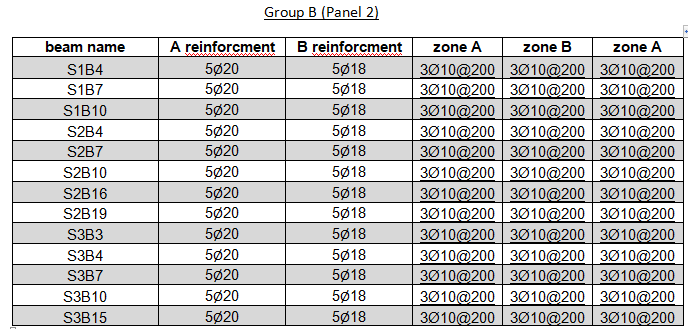 Group B (Panel 2)
beam name A reinforcment B reinforcment zone A zone B zone A
S1B4 5ø20 5ø18 3Ø10@200 3Ø10@200 3Ø10@200
S1B7 5ø20 5ø18 3Ø10@200 3Ø10@200 3Ø10@200
S1B10 5ø20 5ø18 3Ø10@200 3Ø10@200 3Ø10@200
S2B4 5ø20 5ø18 3Ø10@200 3Ø10@200 3Ø10@200
S2B7 5ø20 5ø18 3Ø10@200 3Ø10@200 3Ø10@200
S2B10 5ø20 5ø18 3Ø10@200 3Ø10@200 3Ø10@200
S2B16 5ø20 5ø18 3Ø10@200 3Ø10@200 3Ø10@200
S2B19 5ø20 5ø18 3Ø10@200 3Ø10@200 3Ø10@200
S3B3 5ø20 5ø18 3Ø10@200 3Ø10@200 3Ø10@200
S3B4 5ø20 5ø18 3Ø10@200 3Ø10@200 3Ø10@200
S3B7 5ø20 5ø18 3Ø10@200 3Ø10@200 3Ø10@200
S3B10 5ø20 5ø18 3Ø10@200 3Ø10@200 3Ø10@200
S3B15 5ø20 5ø18 3Ø10@200 3Ø10@200 3Ø10@200